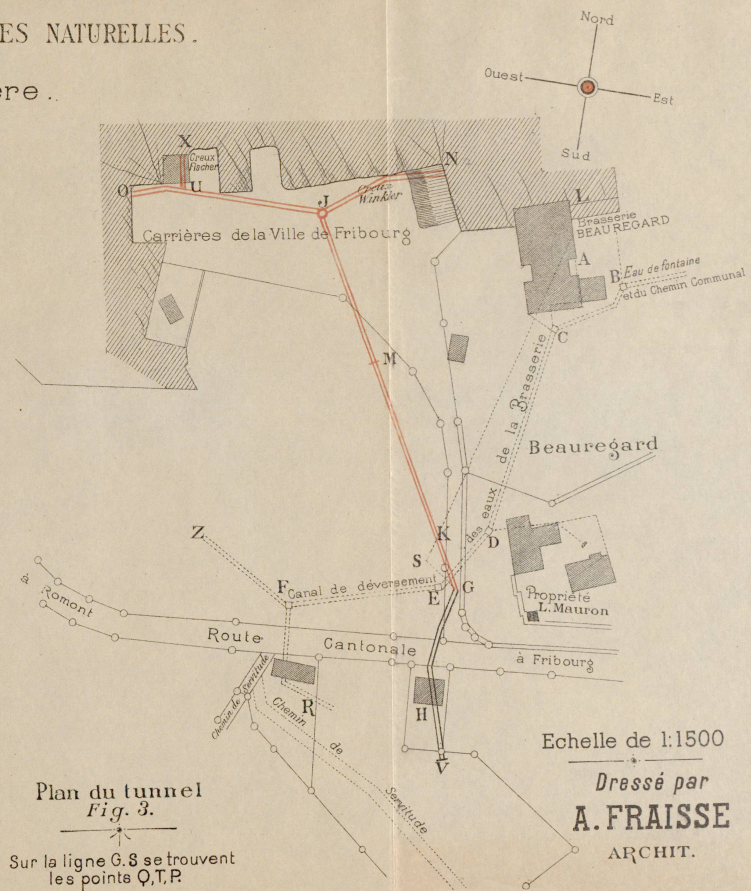 ES NATURELLES.
ère..
Nord
Ouest
Est
Sud
X
Creux
Fischer
O
U
J
N
Creux
Winkler
Carrières de la Ville de Fribourg
L
Brasserie
BEAUREGARD
A
B
Eau de fontaine
et du Chemin Communal
C
M
des eaux de la Brasserie
Beauregard
Z
K
S
D
F
Canal de déversement
E
G
Propriété
L. Mauron
à Romont
Route Cantonale
à Fribourg
Chemin de Servitude
R
H
V
Chemin de Servitude
Echelle de 1:1500
Dressé par
A. FRAISSE
ARCHIT.
Plan du tunnel
Fig. 3.
Sur la ligne G.S se trouvent
les points Q,T,P.